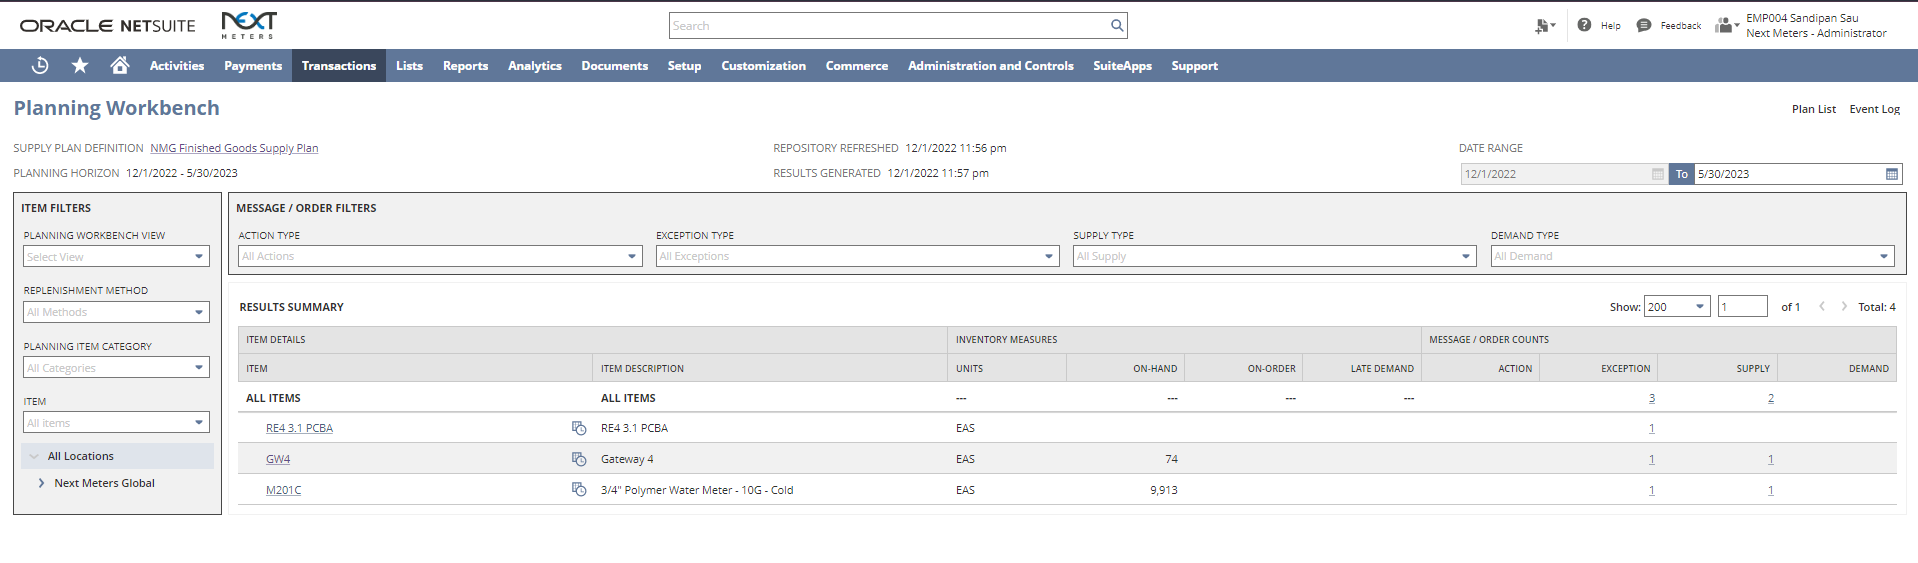 ORACLE NETSUITE
NEXT
METERS
Search
Help
Feedback
EMP004 Sandipan Sau
Next Meters - Administrator
Activities Payments Transactions Lists Reports Analytics Documents Setup Customization Commerce Administration and Controls SuiteApps Support
Planning Workbench
Plan List Event Log
SUPPLY PLAN DEFINITION NMG Finished Goods Supply Plan
REPOSITORY REFRESHED 12/1/2022 11:56 pm
DATE RANGE
PLANNING HORIZON 12/1/2022 - 5/30/2023
RESULTS GENERATED 12/1/2022 11:57 pm
12/1/2022 To 5/30/2023
ITEM FILTERS
PLANNING WORKBENCH VIEW
Select View
REPLENISHMENT METHOD
All Methods
PLANNING ITEM CATEGORY
All Categories
ITEM
All items
All Locations
Next Meters Global
MESSAGE / ORDER FILTERS
ACTION TYPE EXCEPTION TYPE SUPPLY TYPE DEMAND TYPE
All Actions All Exceptions All Supply All Demand
RESULTS SUMMARY
Show: 200 1 of 1 Total: 4
ITEM DETAILS INVENTORY MEASURES MESSAGE / ORDER COUNTS
ITEM ITEM DESCRIPTION UNITS ON-HAND ON-ORDER LATE DEMAND ACTION EXCEPTION SUPPLY DEMAND
ALL ITEMS ALL ITEMS --- --- --- --- 3 2
RE4 3.1 PCBA RE4 3.1 PCBA EAS 1
GW4 Gateway 4 EAS 74 1 1
M201C 3/4" Polymer Water Meter - 10G - Cold EAS 9,913 1 1